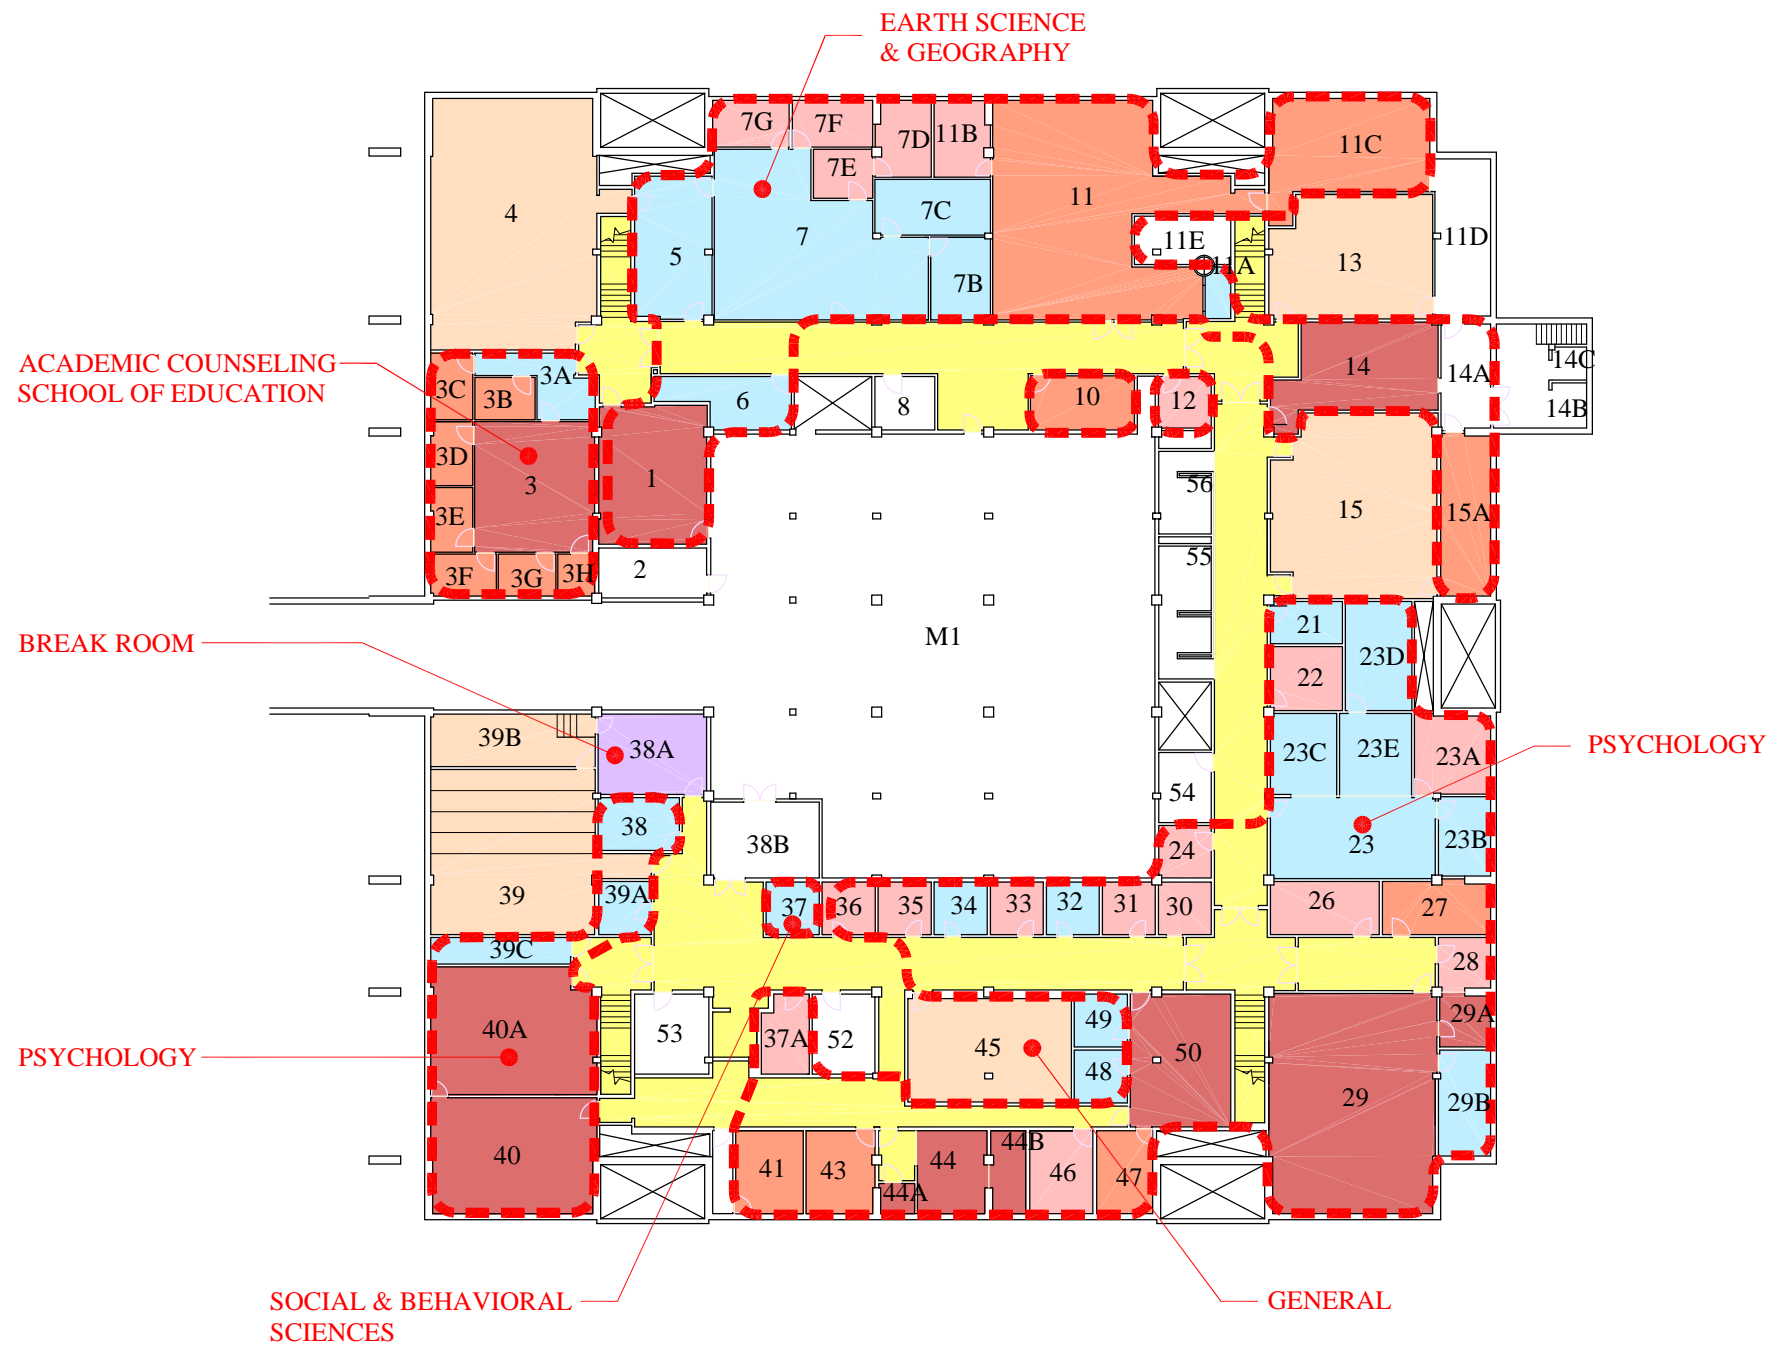 EARTH SCIENCE
& GEOGRAPHY
7G
7F
7D
11B
11C
7E
4
7C
11
5
7
11E
11D
13
7B
11A
ACADEMIC COUNSELING
SCHOOL OF EDUCATION
3C
3A
3B
6
8
10
12
14
14A
14C
14B
3D
3
1
56
15
15A
3E
2
55
3F
3G
3H
BREAK ROOM
M1
21
22
23D
39B
38A
23C
23E
23A
PSYCHOLOGY
54
38
38B
24
23
23B
39
39A
37
36
35
34
33
32
31
30
26
27
39C
28
40A
53
37A
52
45
49
50
29A
PSYCHOLOGY
48
29
29B
40
41
43
44
44B
46
47
44A
SOCIAL & BEHAVIORAL
SCIENCES
GENERAL